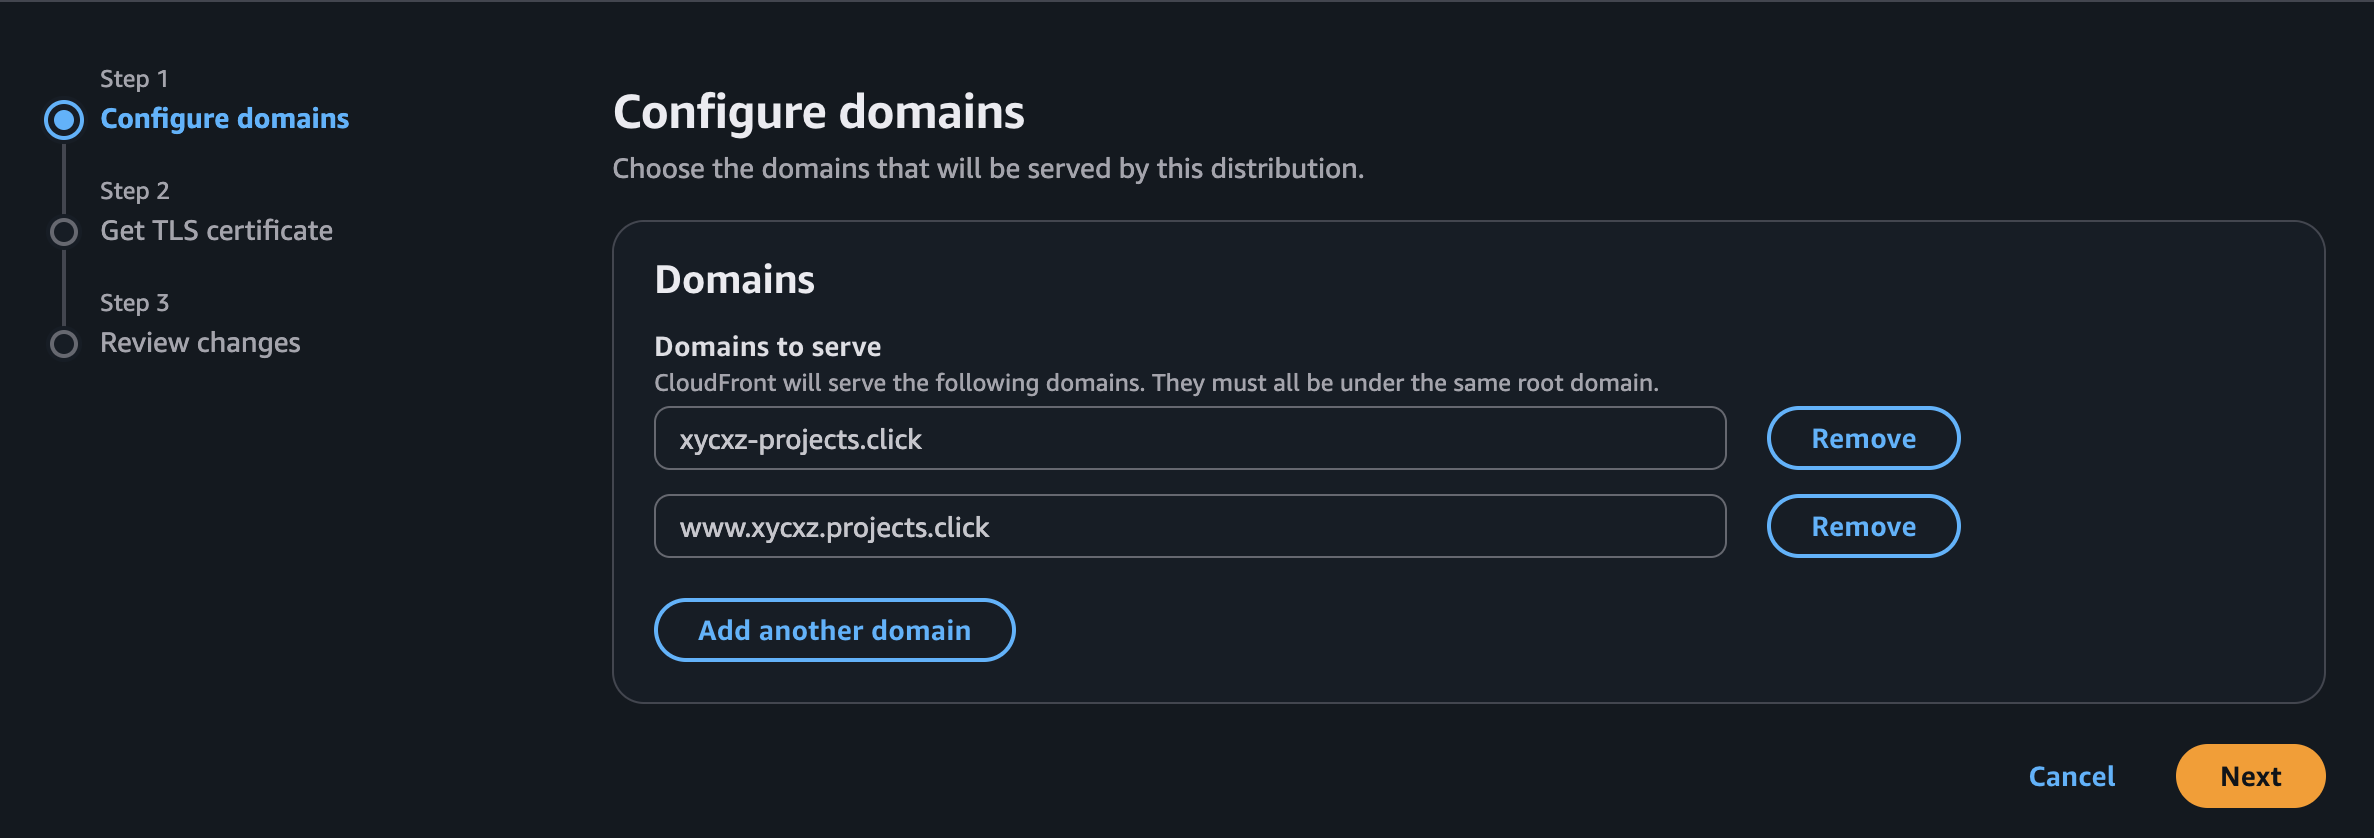 Step 1
Configure domains
Step 2
Get TLS certificate
Step 3
Review changes
Configure domains
Choose the domains that will be served by this distribution.
Domains
Domains to serve
CloudFront will serve the following domains. They must all be under the same root domain.
xycxz-projects.click
Remove
www.xycxz.projects.click
Remove
Add another domain
Cancel
Next